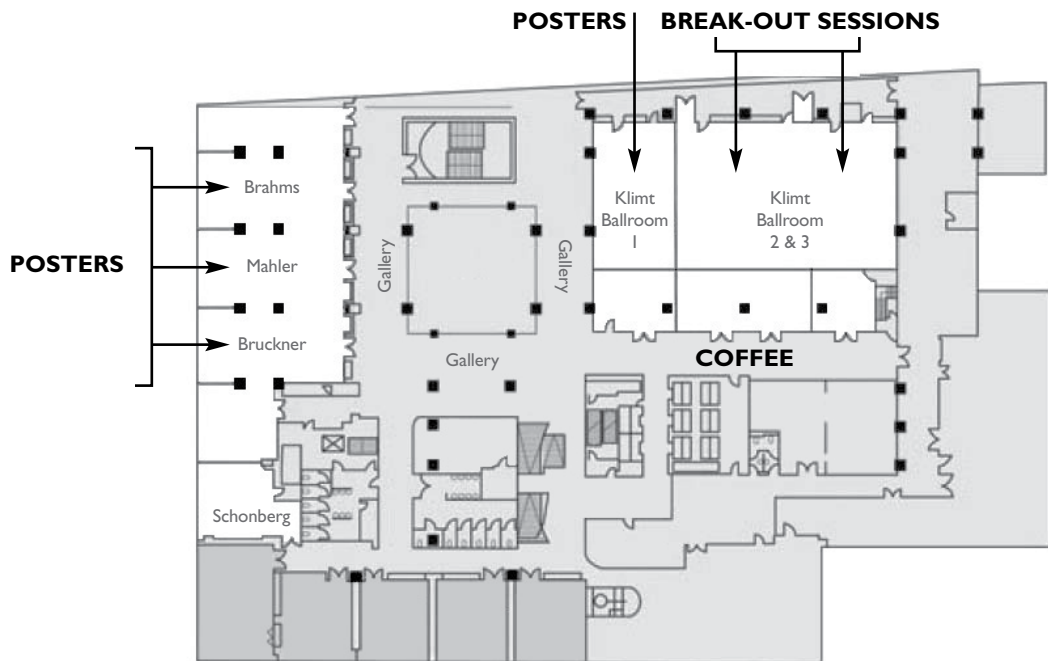 POSTERS
BREAK-OUT SESSIONS
Brahms
Klimt
Ballroom
1
Klimt
Ballroom
2 & 3
POSTERS
Mahler
Gallery
Gallery
Bruckner
Gallery
COFFEE
Schonberg